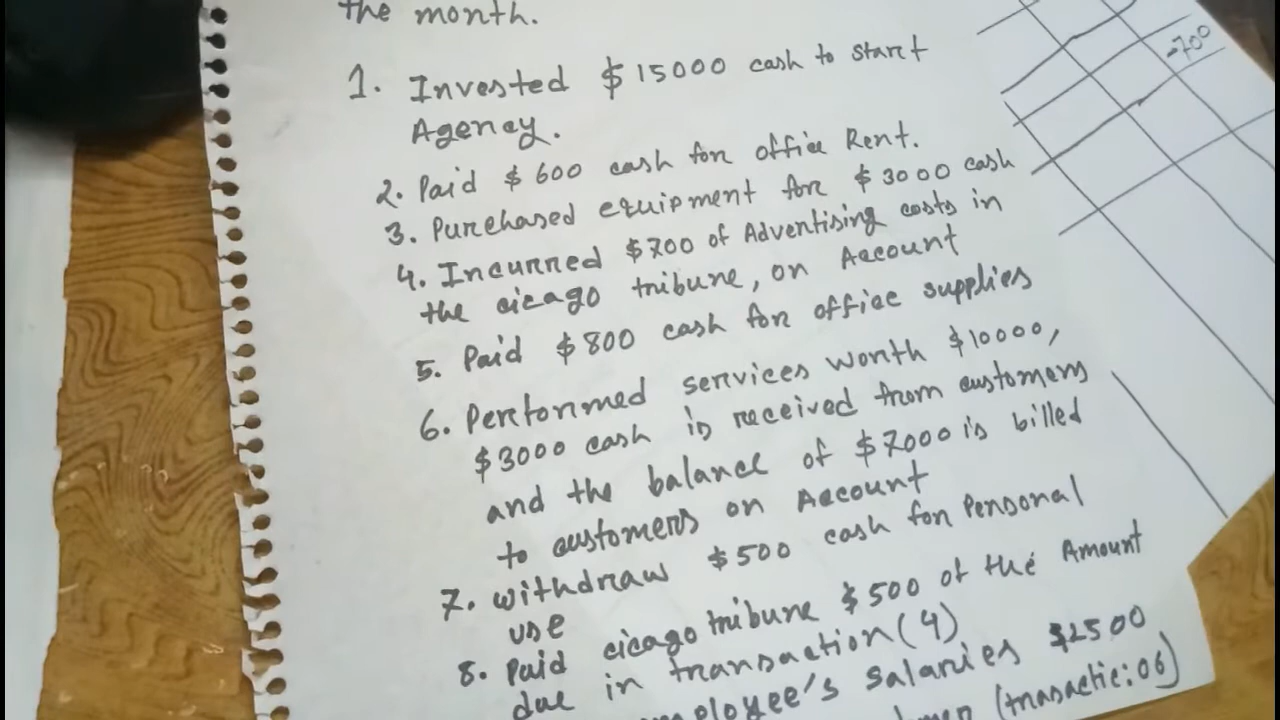 the month.
1. Invested $ 15000 cash to start
Agency.
2. Paid $ 600 cash for office Rent.
3. Purchased equipment for $ 3000 cash
4. Incurred $700 of Advertising costs in
the cicago tribune, on Account
5. Paid $800 cash for office supplies
6. Performed services worth $10000,
$3000 cash is received from customers
and the balance of $7000 is billed
to customers on Account
7. withdraw $500 cash for Personal
use
8. Paid cicago tribune $500 of the Amount
due in transaction (4)
salaries $2500
(trasactic: 06)
-700